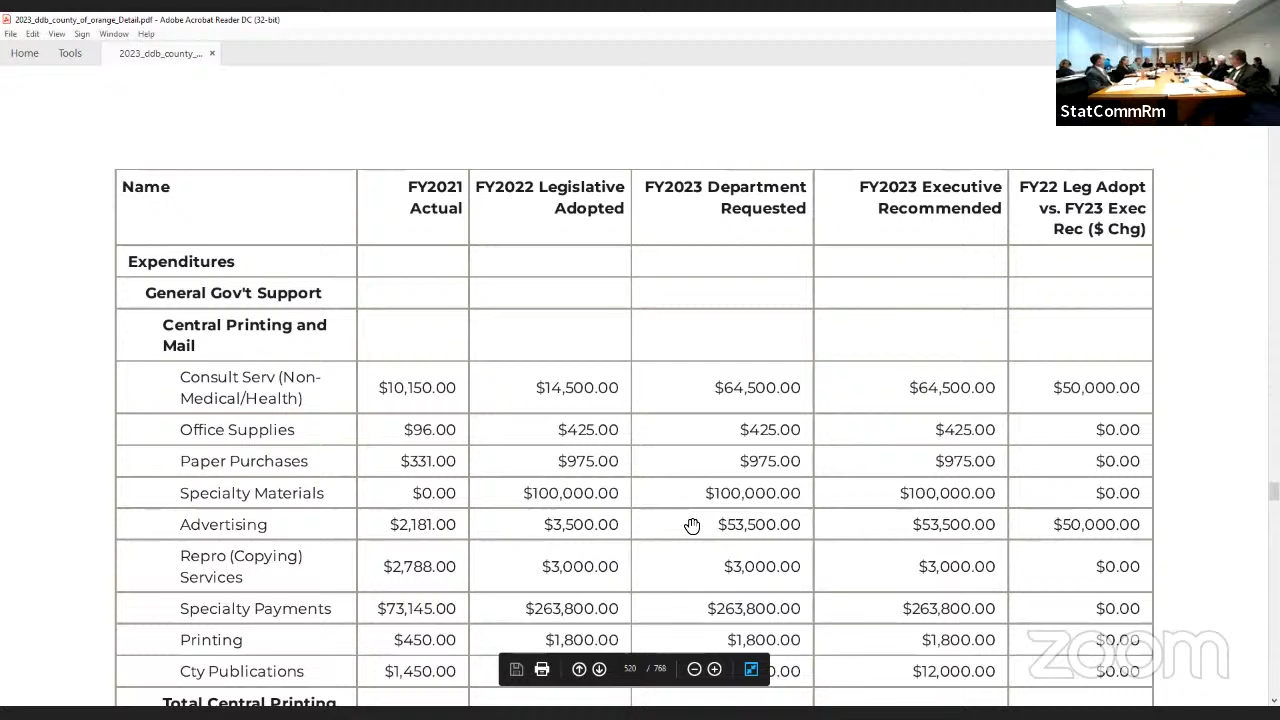 2023_ddb_county_of_orange_Detail.pdf - Adobe Acrobat Reader DC (32-bit)
File Edit View Sign Window Help
Home Tools 2023_ddb_county_... ×
StatCommRm
Name FY2021 Actual FY2022 Legislative Adopted FY2023 Department Requested FY2023 Executive Recommended FY22 Leg Adopt vs. FY23 Exec Rec ($ Chg)
Expenditures
General Gov't Support
Central Printing and Mail
Consult Serv (Non-Medical/Health) $10,150.00 $14,500.00 $64,500.00 $64,500.00 $50,000.00
Office Supplies $96.00 $425.00 $425.00 $425.00 $0.00
Paper Purchases $331.00 $975.00 $975.00 $975.00 $0.00
Specialty Materials $0.00 $100,000.00 $100,000.00 $100,000.00 $0.00
Advertising $2,181.00 $3,500.00 $53,500.00 $53,500.00 $50,000.00
Repro (Copying) Services $2,788.00 $3,000.00 $3,000.00 $3,000.00 $0.00
Specialty Payments $73,145.00 $263,800.00 $263,800.00 $263,800.00 $0.00
Printing $450.00 $1,800.00 $1,800.00 $1,800.00 $0.00
Cty Publications $1,450.00 $12,000.00 $0.00
520 / 768
Total Central Printing
zoom